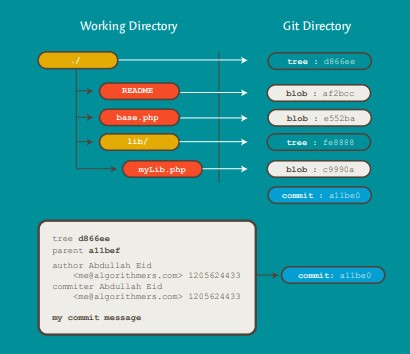 Working Directory
Git Directory
./
tree : d866ee
README
blob : af2bcc
base.php
blob : e552ba
lib/
tree : fe8888
myLib.php
blob : c9990a
commit : a11be0
tree d866ee
parent a11bef
author Abdullah Eid
<me@algorithmers.com> 1205624433
commiter Abdullah Eid
<me@algorithmers.com> 1205624433
my commit message
commit: a11be0